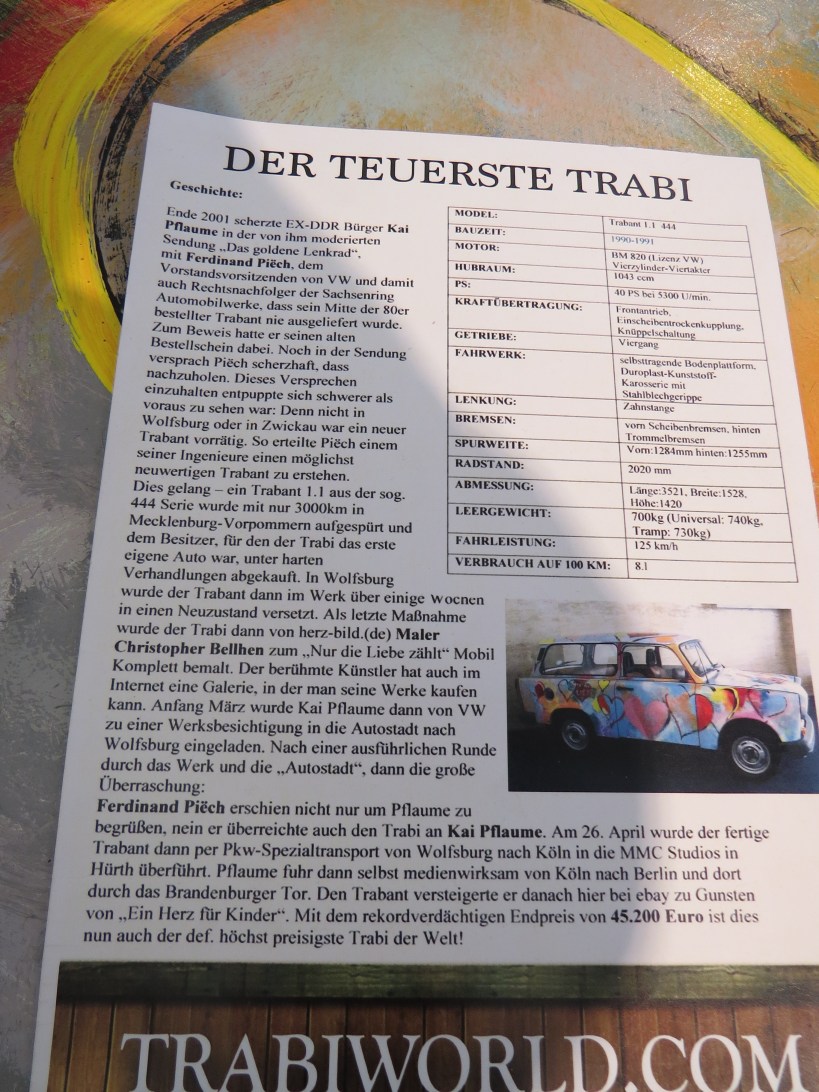 DER TEUERSTE TRABI
Geschichte:
Ende 2001 scherzte EX-DDR Bürger Kai
Pflaume in der von ihm moderierten
Sendung „Das goldene Lenkrad“,
mit Ferdinand Piëch, dem
Vorstandsvorsitzenden von VW und damit
auch Rechtsnachfolger der Sachsenring
Automobilwerke, dass sein Mitte der 80er
bestellter Trabant nie ausgeliefert wurde.
Zum Beweis hatte er seinen alten
Bestellschein dabei. Noch in der Sendung
versprach Piëch scherzhaft, dass
nachzuholen. Dieses Versprechen
einzuhalten entpuppte sich schwerer als
voraus zu sehen war: Denn nicht in
Wolfsburg oder in Zwickau war ein neuer
Trabant vorrätig. So erteilte Piëch einem
seiner Ingenieure einen möglichst
neuwertigen Trabant zu erstehen.
Dies gelang – ein Trabant 1.1 aus der sog.
444 Serie wurde mit nur 3000km in
Mecklenburg-Vorpommern aufgespürt und
dem Besitzer, für den der Trabi das erste
eigene Auto war, unter harten
Verhandlungen abgekauft. In Wolfsburg
wurde der Trabant dann im Werk über einige Wochen
in einen Neuzustand versetzt. Als letzte Maßnahme
wurde der Trabi dann von herz-bild.(de) Maler
Christopher Bellhen zum „Nur die Liebe zählt“ Mobil
Komplett bemalt. Der berühmte Künstler hat auch im
Internet eine Galerie, in der man seine Werke kaufen
kann. Anfang März wurde Kai Pflaume dann von VW
zu einer Werksbesichtigung in die Autostadt nach
Wolfsburg eingeladen. Nach einer ausführlichen Runde
durch das Werk und die „Autostadt“, dann die große
Überraschung:
Ferdinand Piëch erschien nicht nur um Pflaume zu
begrüßen, nein er überreichte auch den Trabi an Kai Pflaume. Am 26. April wurde der fertige
Trabant dann per Pkw-Spezialtransport von Wolfsburg nach Köln in die MMC Studios in
Hürth überführt. Pflaume fuhr dann selbst medienwirksam von Köln nach Berlin und dort
durch das Brandenburger Tor. Den Trabant versteigerte er danach hier bei ebay zu Gunsten
von „Ein Herz für Kinder“. Mit dem rekordverdächtigen Endpreis von 45.200 Euro ist dies
nun auch der def. höchst preisigste Trabi der Welt!
MODEL: Trabant 1.1 444
BAUZEIT: 1990-1991
MOTOR: BM 820 (Lizenz VW)
Vierzylinder-Viertakter
HUBRAUM: 1043 ccm
PS: 40 PS bei 5300 U/min.
KRAFTÜBERTRAGUNG: Frontantrieb,
Einscheibentrockenkupplung,
Knüppelschaltung
GETRIEBE: Viergang
FAHRWERK: selbsttragende Bodenplattform,
Duroplast-Kunststoff-
Karosserie mit
Stahlblechgerippe
LENKUNG: Zahnstange
BREMSEN: vorn Scheibenbremsen, hinten
Trommelbremsen
SPURWEITE: Vorn:1284mm hinten:1255mm
RADSTAND: 2020 mm
ABMESSUNG: Länge:3521, Breite:1528,
Höhe:1420
LEERGEWICHT: 700kg (Universal: 740kg,
Tramp: 730kg)
FAHRLEISTUNG: 125 km/h
VERBRAUCH AUF 100 KM: 8.l
TRABIWORLD.COM